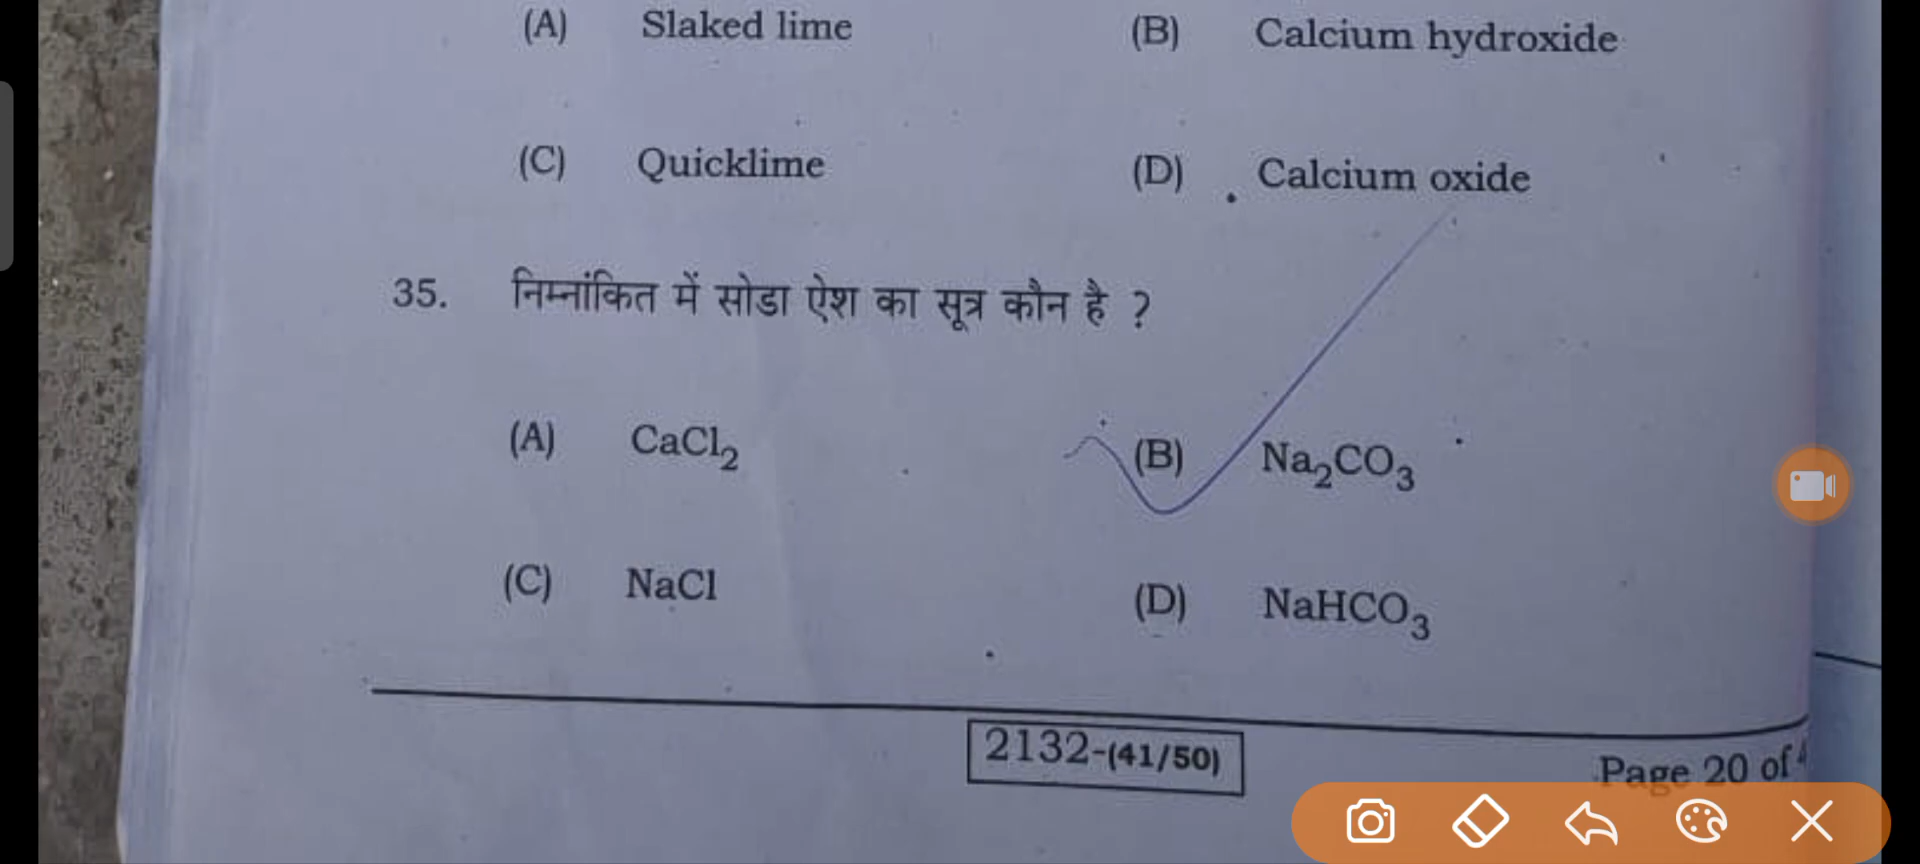 (A) Slaked lime (B) Calcium hydroxide
(C) Quicklime (D) Calcium oxide
35. निम्नांकित में सोडा ऐश का सूत्र कौन है ?
(A) CaCl₂ (B) Na₂CO₃
(C) NaCl (D) NaHCO₃
2132-(41/50)
Page 20 of